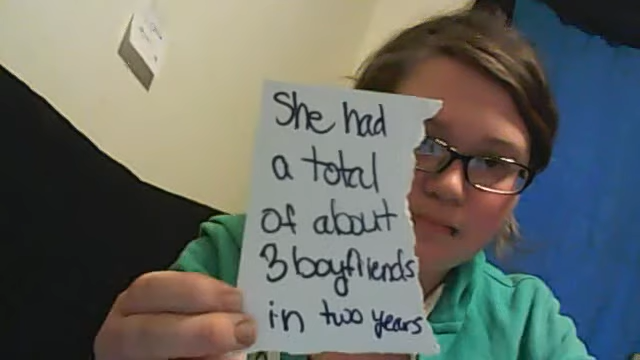 She had
a total
of about
3 boyfriends
in two years